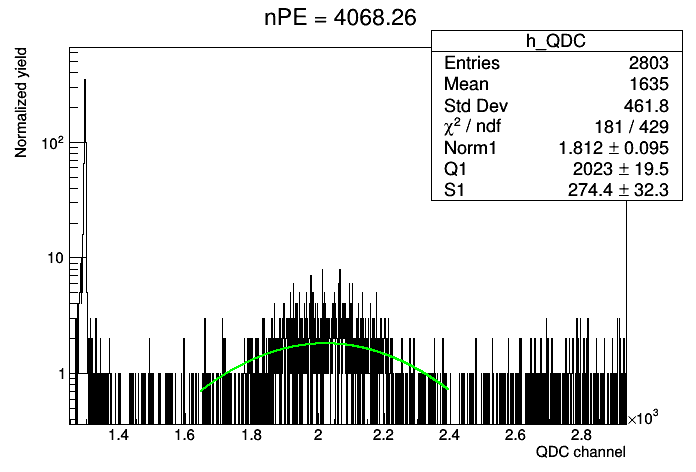 nPE = 4068.26
h_QDC
Entries 2803
Mean 1635
Std Dev 461.8
χ² / ndf 181 / 429
Norm1 1.812 ± 0.095
Q1 2023 ± 19.5
S1 274.4 ± 32.3
Normalized yield
10²
10
1
1.4 1.6 1.8 2 2.2 2.4 2.6 2.8
×10³
QDC channel